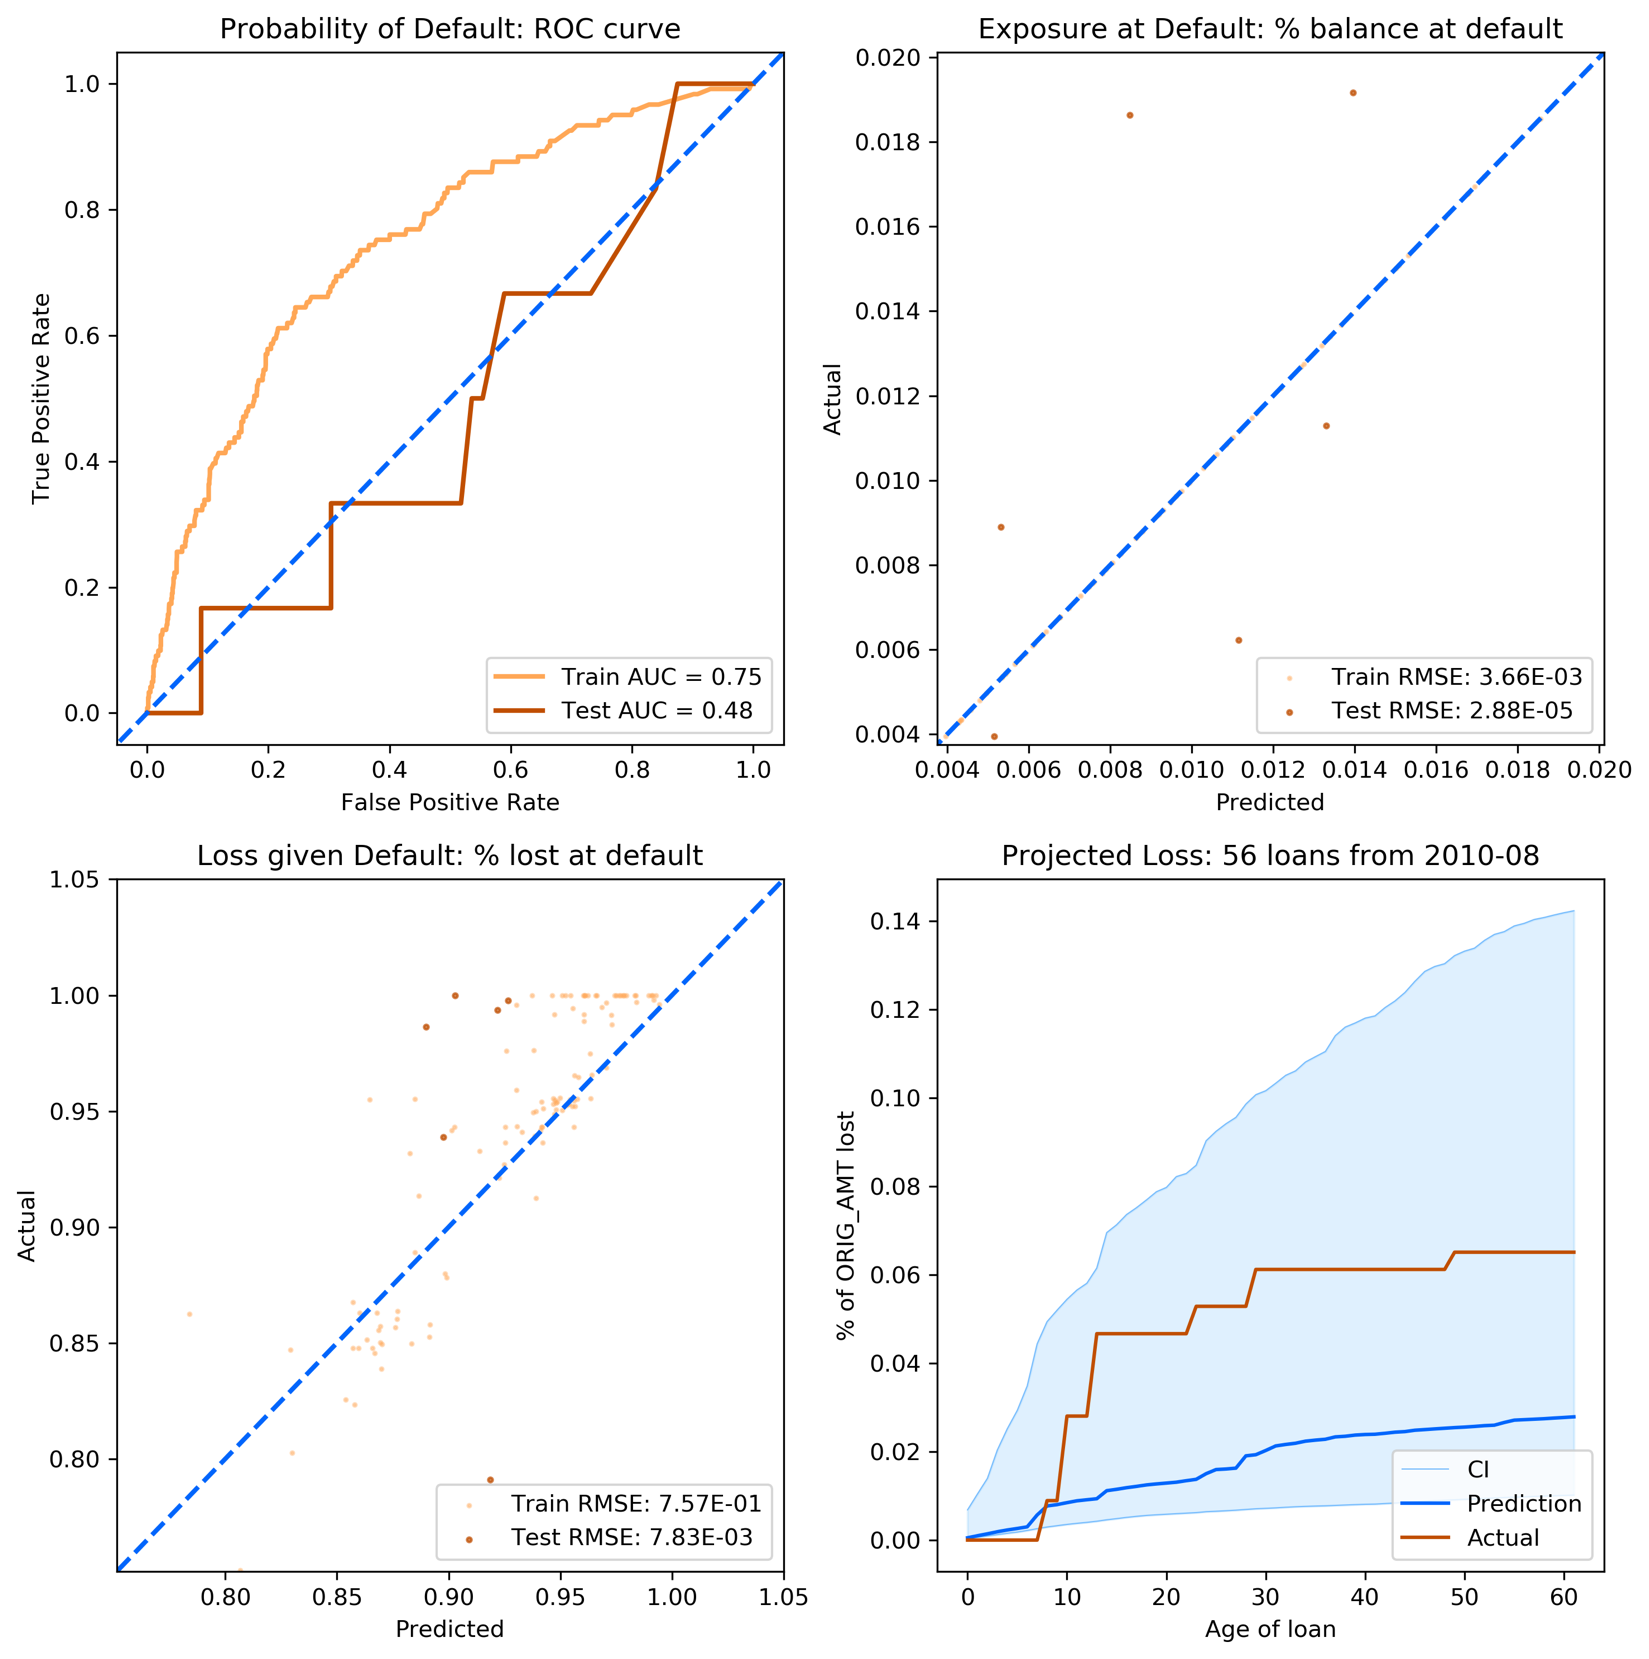 Probability of Default: ROC curve
True Positive Rate
1.0
0.8
0.6
0.4
0.2
0.0
Train AUC = 0.75
Test AUC = 0.48
0.0 0.2 0.4 0.6 0.8 1.0
False Positive Rate
Exposure at Default: % balance at default
Actual
0.020
0.018
0.016
0.014
0.012
0.010
0.008
0.006
0.004
Train RMSE: 3.66E-03
Test RMSE: 2.88E-05
0.004 0.006 0.008 0.010 0.012 0.014 0.016 0.018 0.020
Predicted
Loss given Default: % lost at default
Actual
1.05
1.00
0.95
0.90
0.85
0.80
Train RMSE: 7.57E-01
Test RMSE: 7.83E-03
0.80 0.85 0.90 0.95 1.00 1.05
Predicted
Projected Loss: 56 loans from 2010-08
% of ORIG_AMT lost
0.14
0.12
0.10
0.08
0.06
0.04
0.02
0.00
CI
Prediction
Actual
0 10 20 30 40 50 60
Age of loan